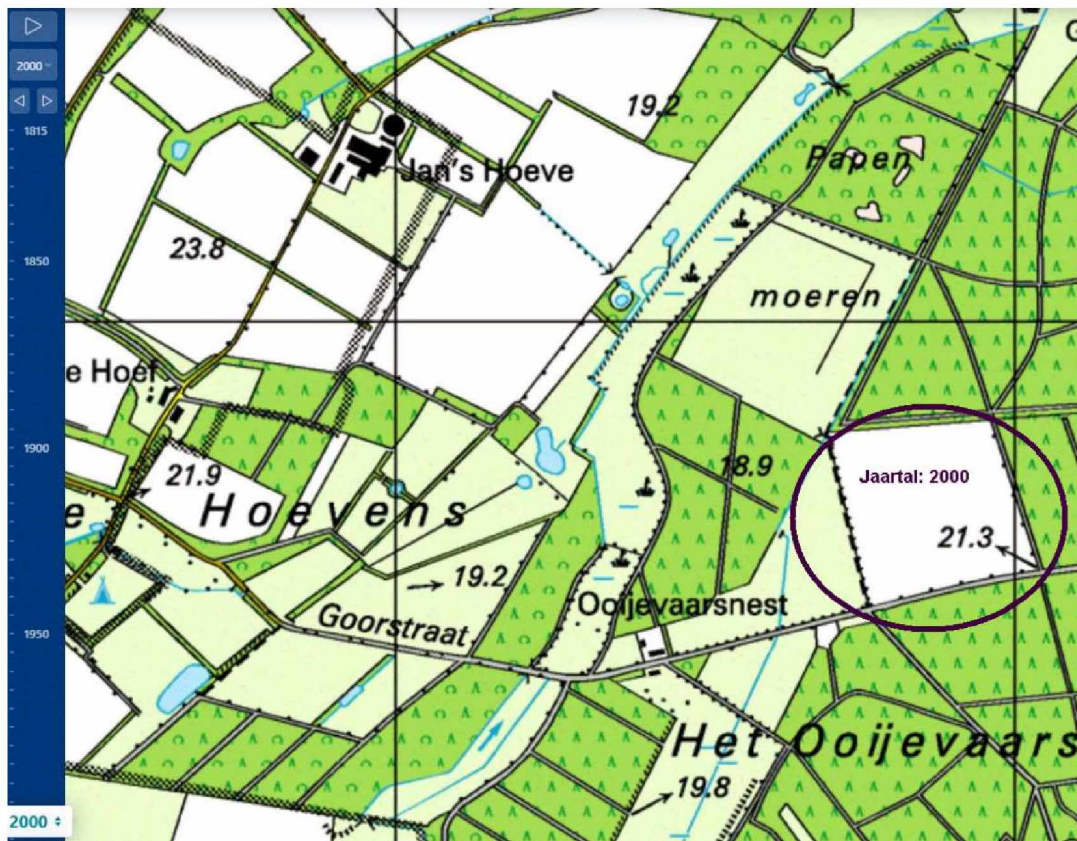 2000
1815
1850
1900
1950
2000
G
19.2
Jan's Hoeve
Papen
23.8
moeren
e Hoef
21.9
18.9
Jaartal: 2000
e Hoevens
21.3
19.2
Ooijevaarsnest
Goorstraat
Het Ooijevaars
19.8